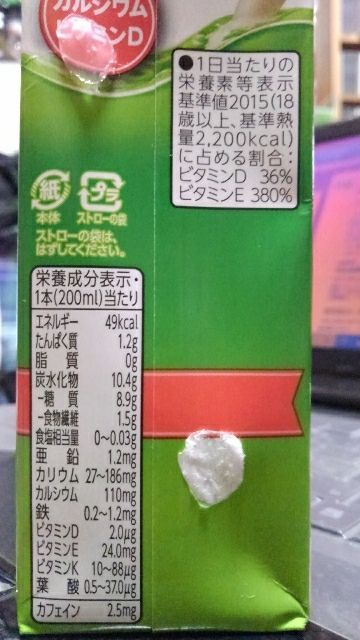 カルシウム
ビタミンD
●1日当たりの
栄養素等表示
基準値2015(18
歳以上、基準熱
量2,200kcal)
に占める割合:
ビタミンD 36%
ビタミンE 380%
紙 プラ
本体 ストローの袋
ストローの袋は、
はずしてください。
栄養成分表示・
1本(200ml)当たり
エネルギー 49kcal
たんぱく質 1.2g
脂質 0g
炭水化物 10.4g
-糖質 8.9g
-食物繊維 1.5g
食塩相当量 0~0.03g
亜鉛 1.2mg
カリウム 27~186mg
カルシウム 110mg
鉄 0.2~1.2mg
ビタミンD 2.0μg
ビタミンE 24.0mg
ビタミンK 10~88μg
葉酸 0.5~37.0μg
カフェイン 2.5mg